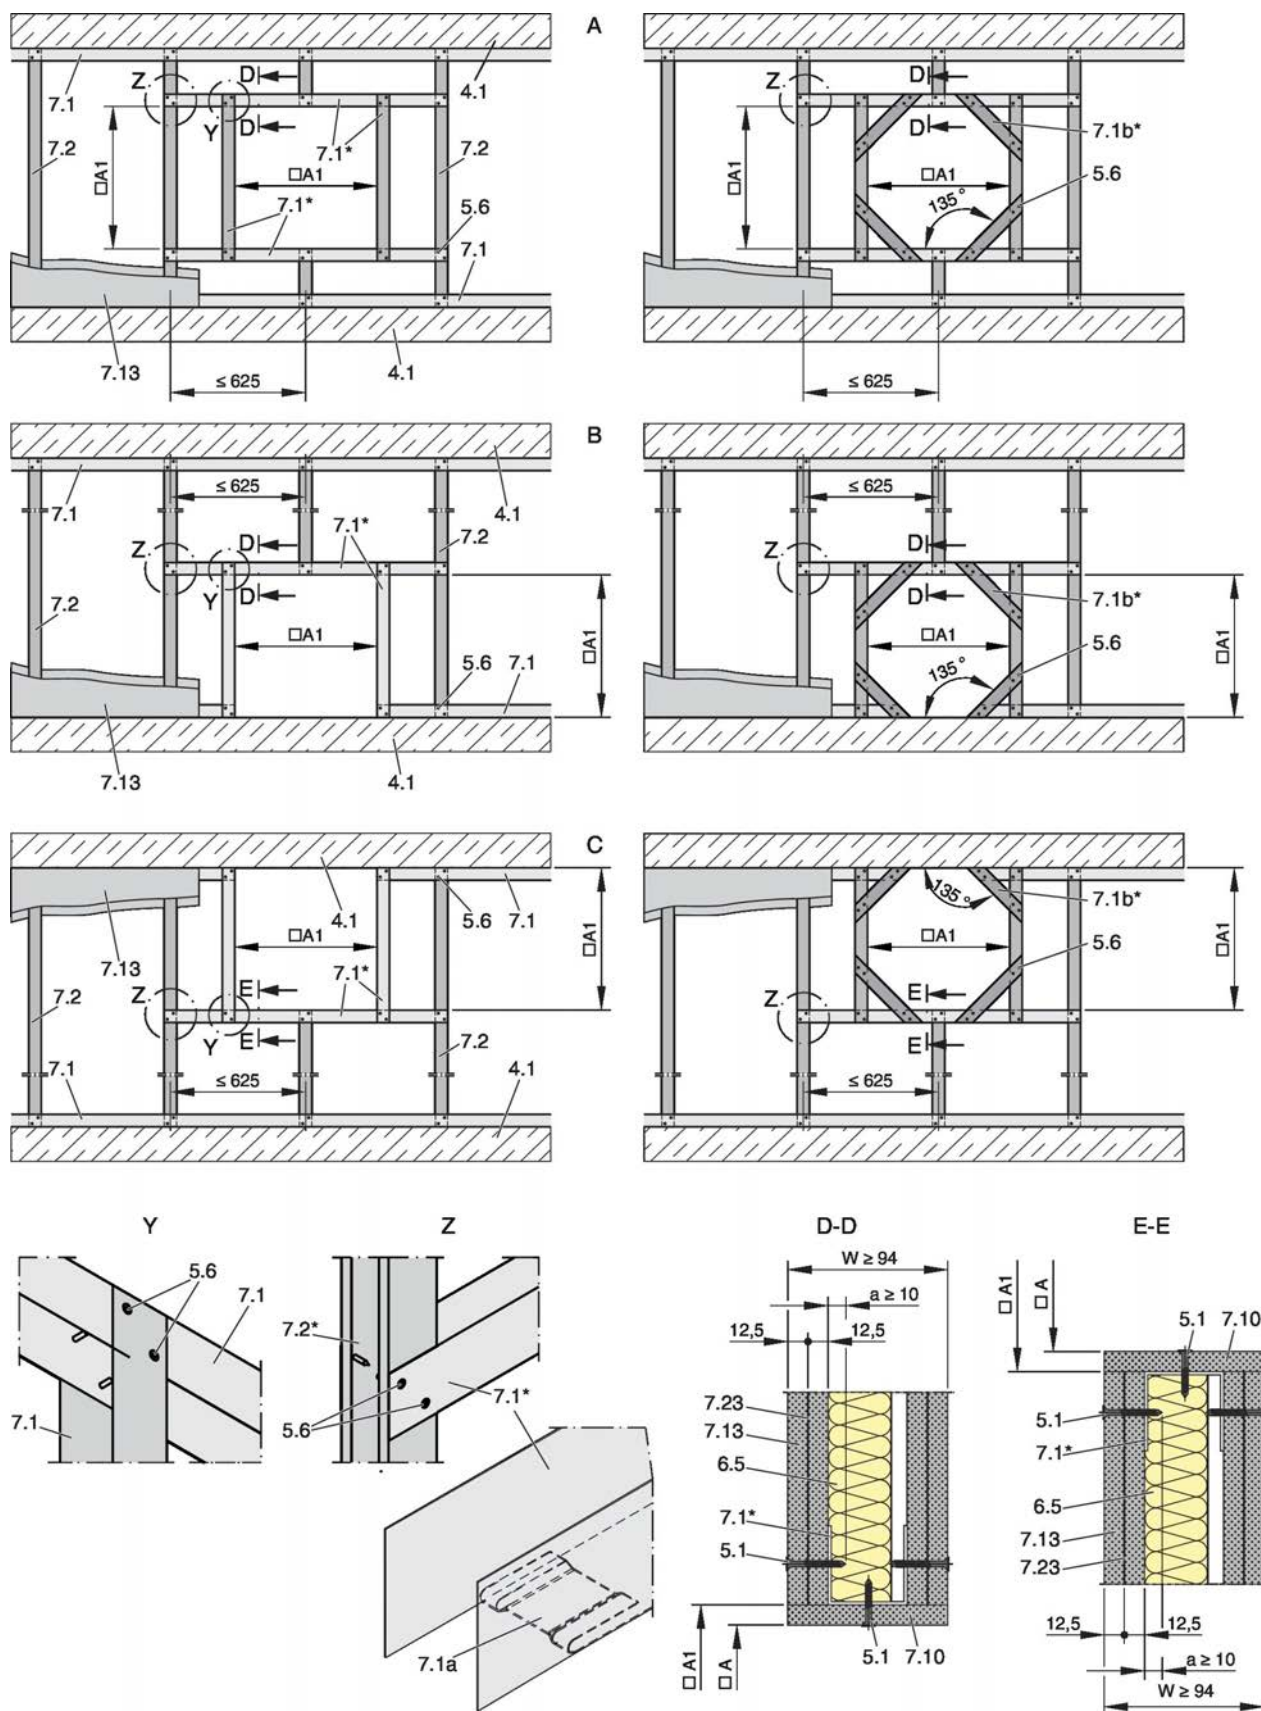 A
Z
D
4.1
7.1
Y
D
7.1*
7.2
7.2
□A1
□A1
7.1*
5.6
7.1
7.13
≤ 625
4.1
D
Z
D
7.1b*
□A1
□A1
5.6
135°
≤ 625
B
7.1
≤ 625
4.1
7.1*
D
Z
7.2
Y
D
7.2
□A1
□A1
5.6
7.1
7.13
4.1
≤ 625
D
Z
D
7.1b*
□A1
□A1
5.6
135°
C
4.1
5.6
7.1
□A1
□A1
7.13
7.1*
7.2
Z
E
Y
E
7.2
7.1
≤ 625
4.1
135°
7.1b*
□A1
□A1
5.6
E
Z
E
≤ 625
Y
5.6
7.1
7.1
Z
7.2*
5.6
7.1*
7.1a
D-D
W ≥ 94
a ≥ 10
12,5
12,5
7.23
7.13
6.5
7.1*
5.1
□ A1
□ A
5.1
7.10
E-E
□ A1
□ A
5.1
7.10
5.1
7.1*
6.5
7.13
7.23
12,5
12,5
a ≥ 10
W ≥ 94